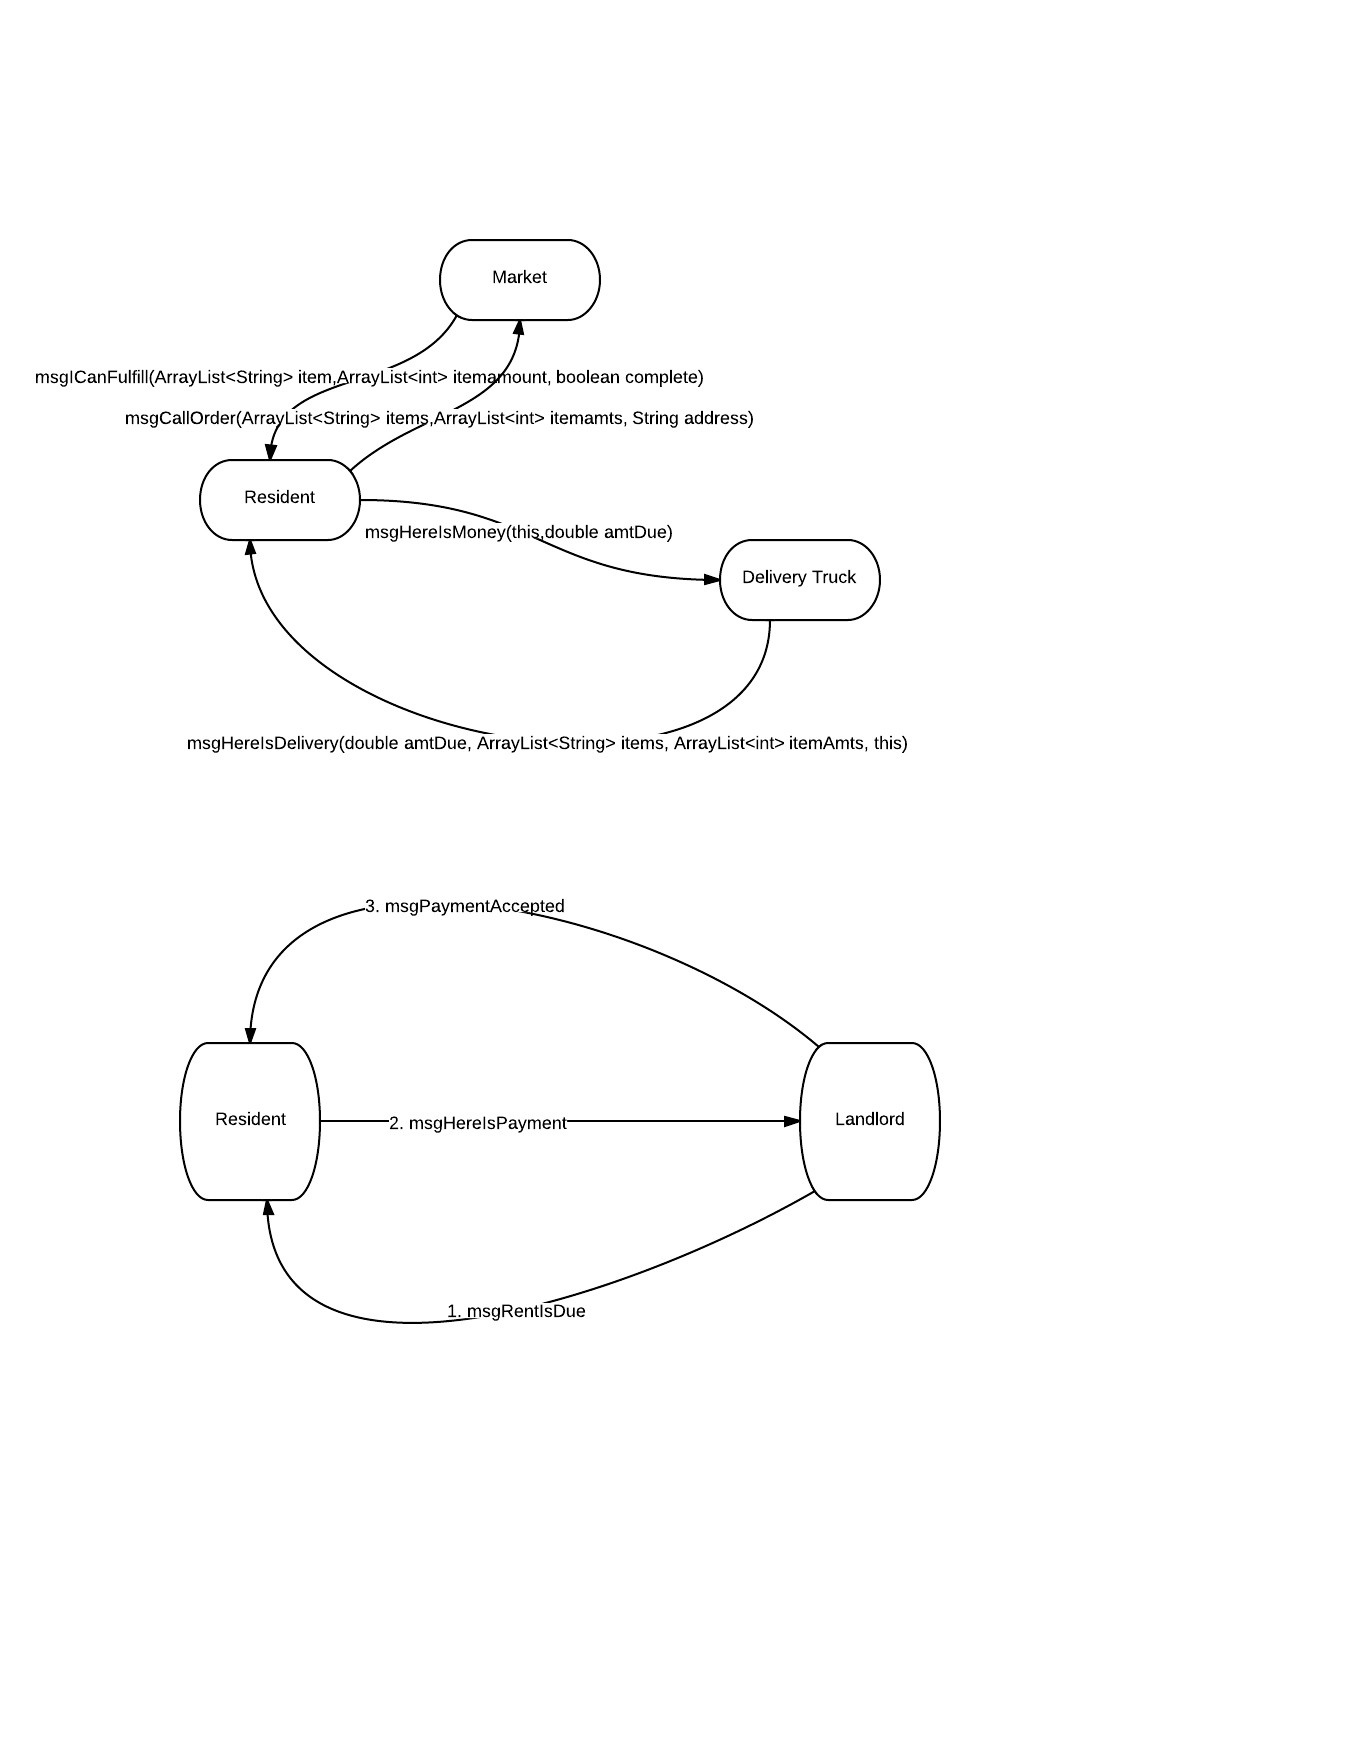 Market
msgICanFulfill(ArrayList<String> item,ArrayList<int> itemamount, boolean complete)
msgCallOrder(ArrayList<String> items,ArrayList<int> itemamts, String address)
Resident
msgHereIsMoney(this,double amtDue)
Delivery Truck
msgHereIsDelivery(double amtDue, ArrayList<String> items, ArrayList<int> itemAmts, this)
3. msgPaymentAccepted
Resident
2. msgHereIsPayment
Landlord
1. msgRentIsDue